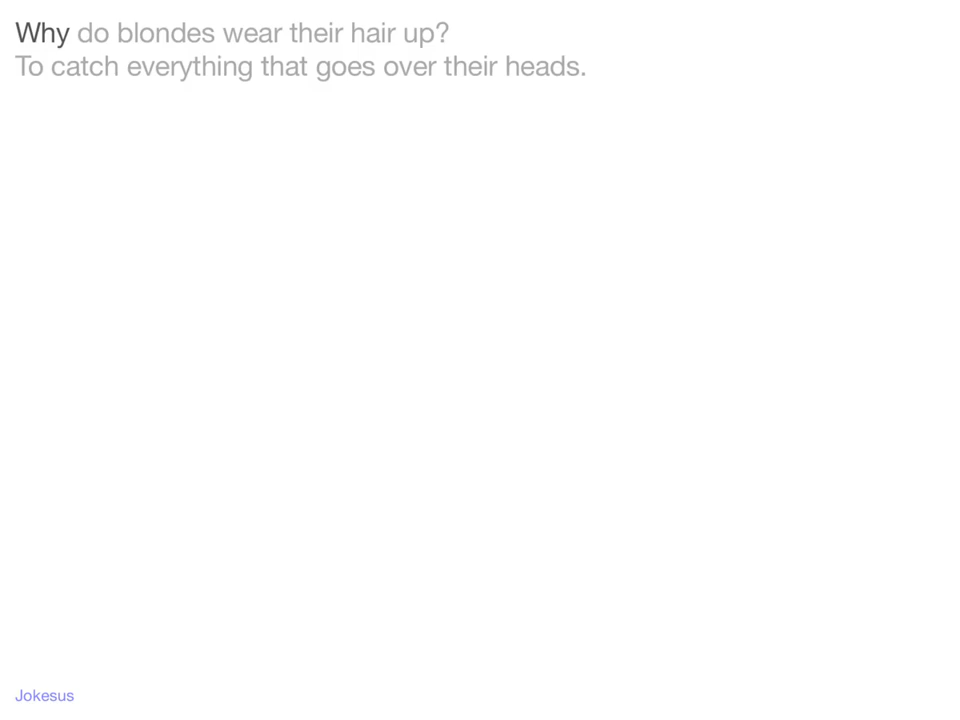 Why do blondes wear their hair up?
To catch everything that goes over their heads.
Jokesus